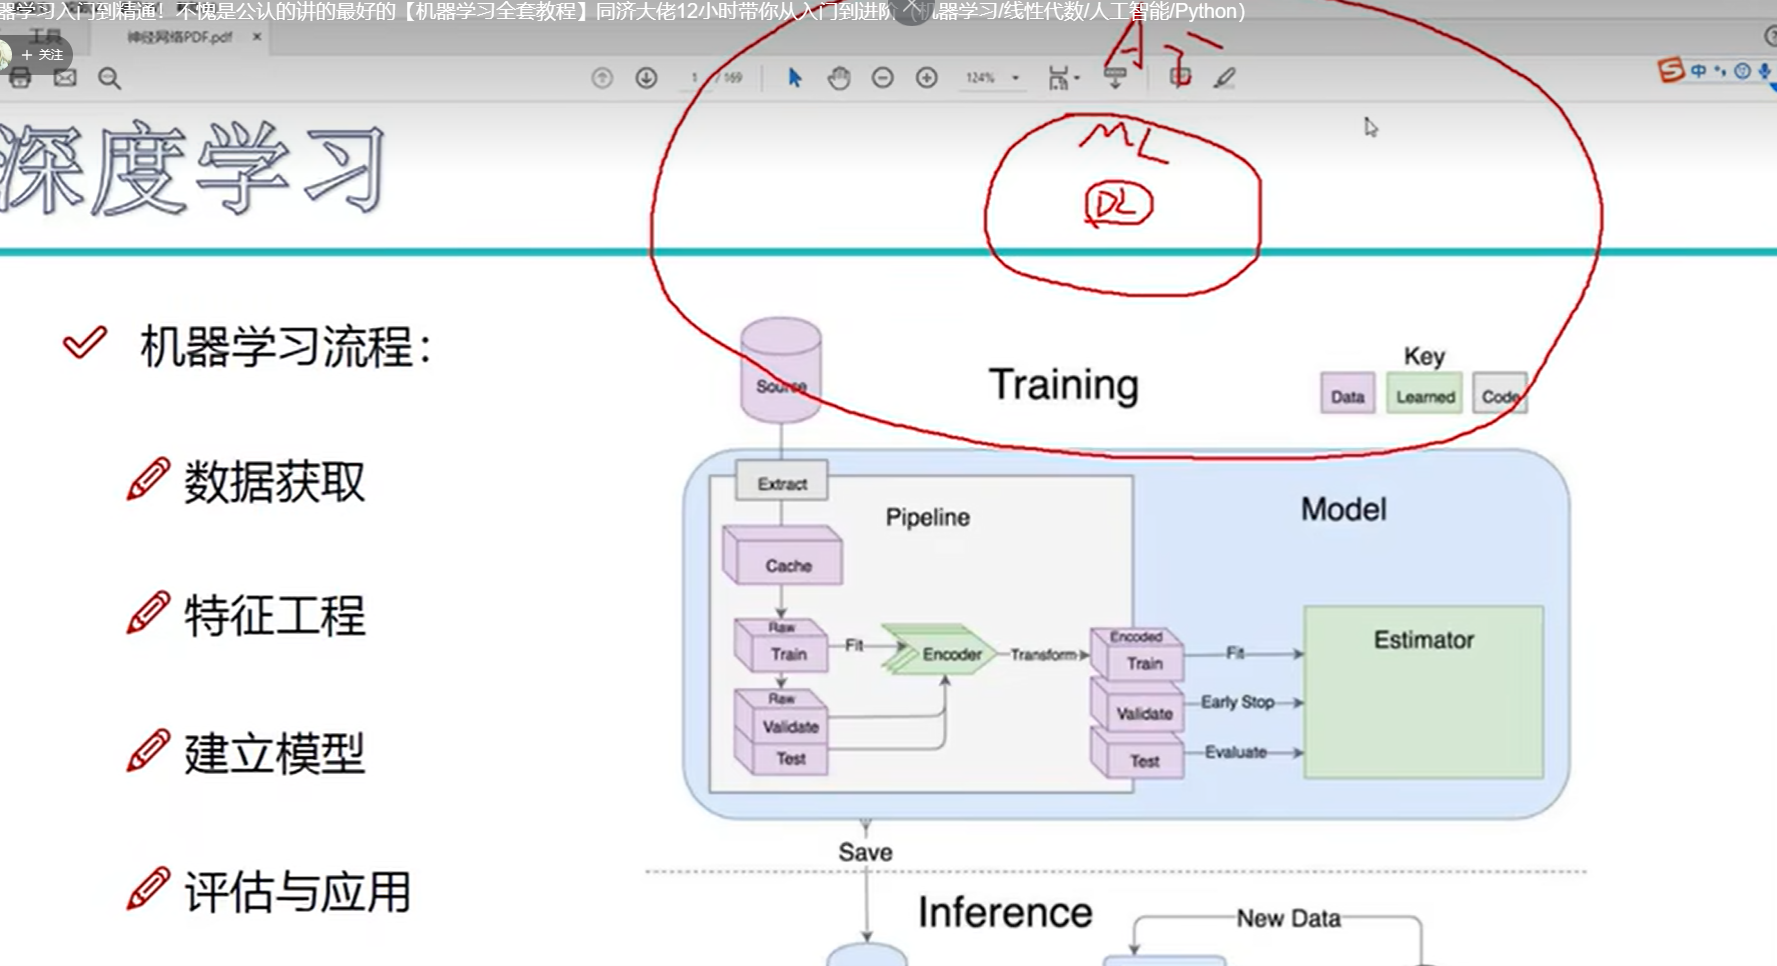 器学习入门到精通！不愧是公认的讲的最好的【机器学习全套教程】同济大佬12小时带你从入门到进阶（机器学习/线性代数/人工智能/Python）
工具
神经网络PDF.pdf
+ 关注
1 / 169
124%
中
AI
ML
DL
深度学习
机器学习流程：
数据获取
特征工程
建立模型
评估与应用
Source
Training
Key
Data
Learned
Code
Extract
Pipeline
Model
Cache
Raw
Train
Fit
Encoder
Transform
Encoded
Train
Fit
Estimator
Raw
Validate
Test
Validate
Early Stop
Test
Evaluate
Save
Inference
New Data